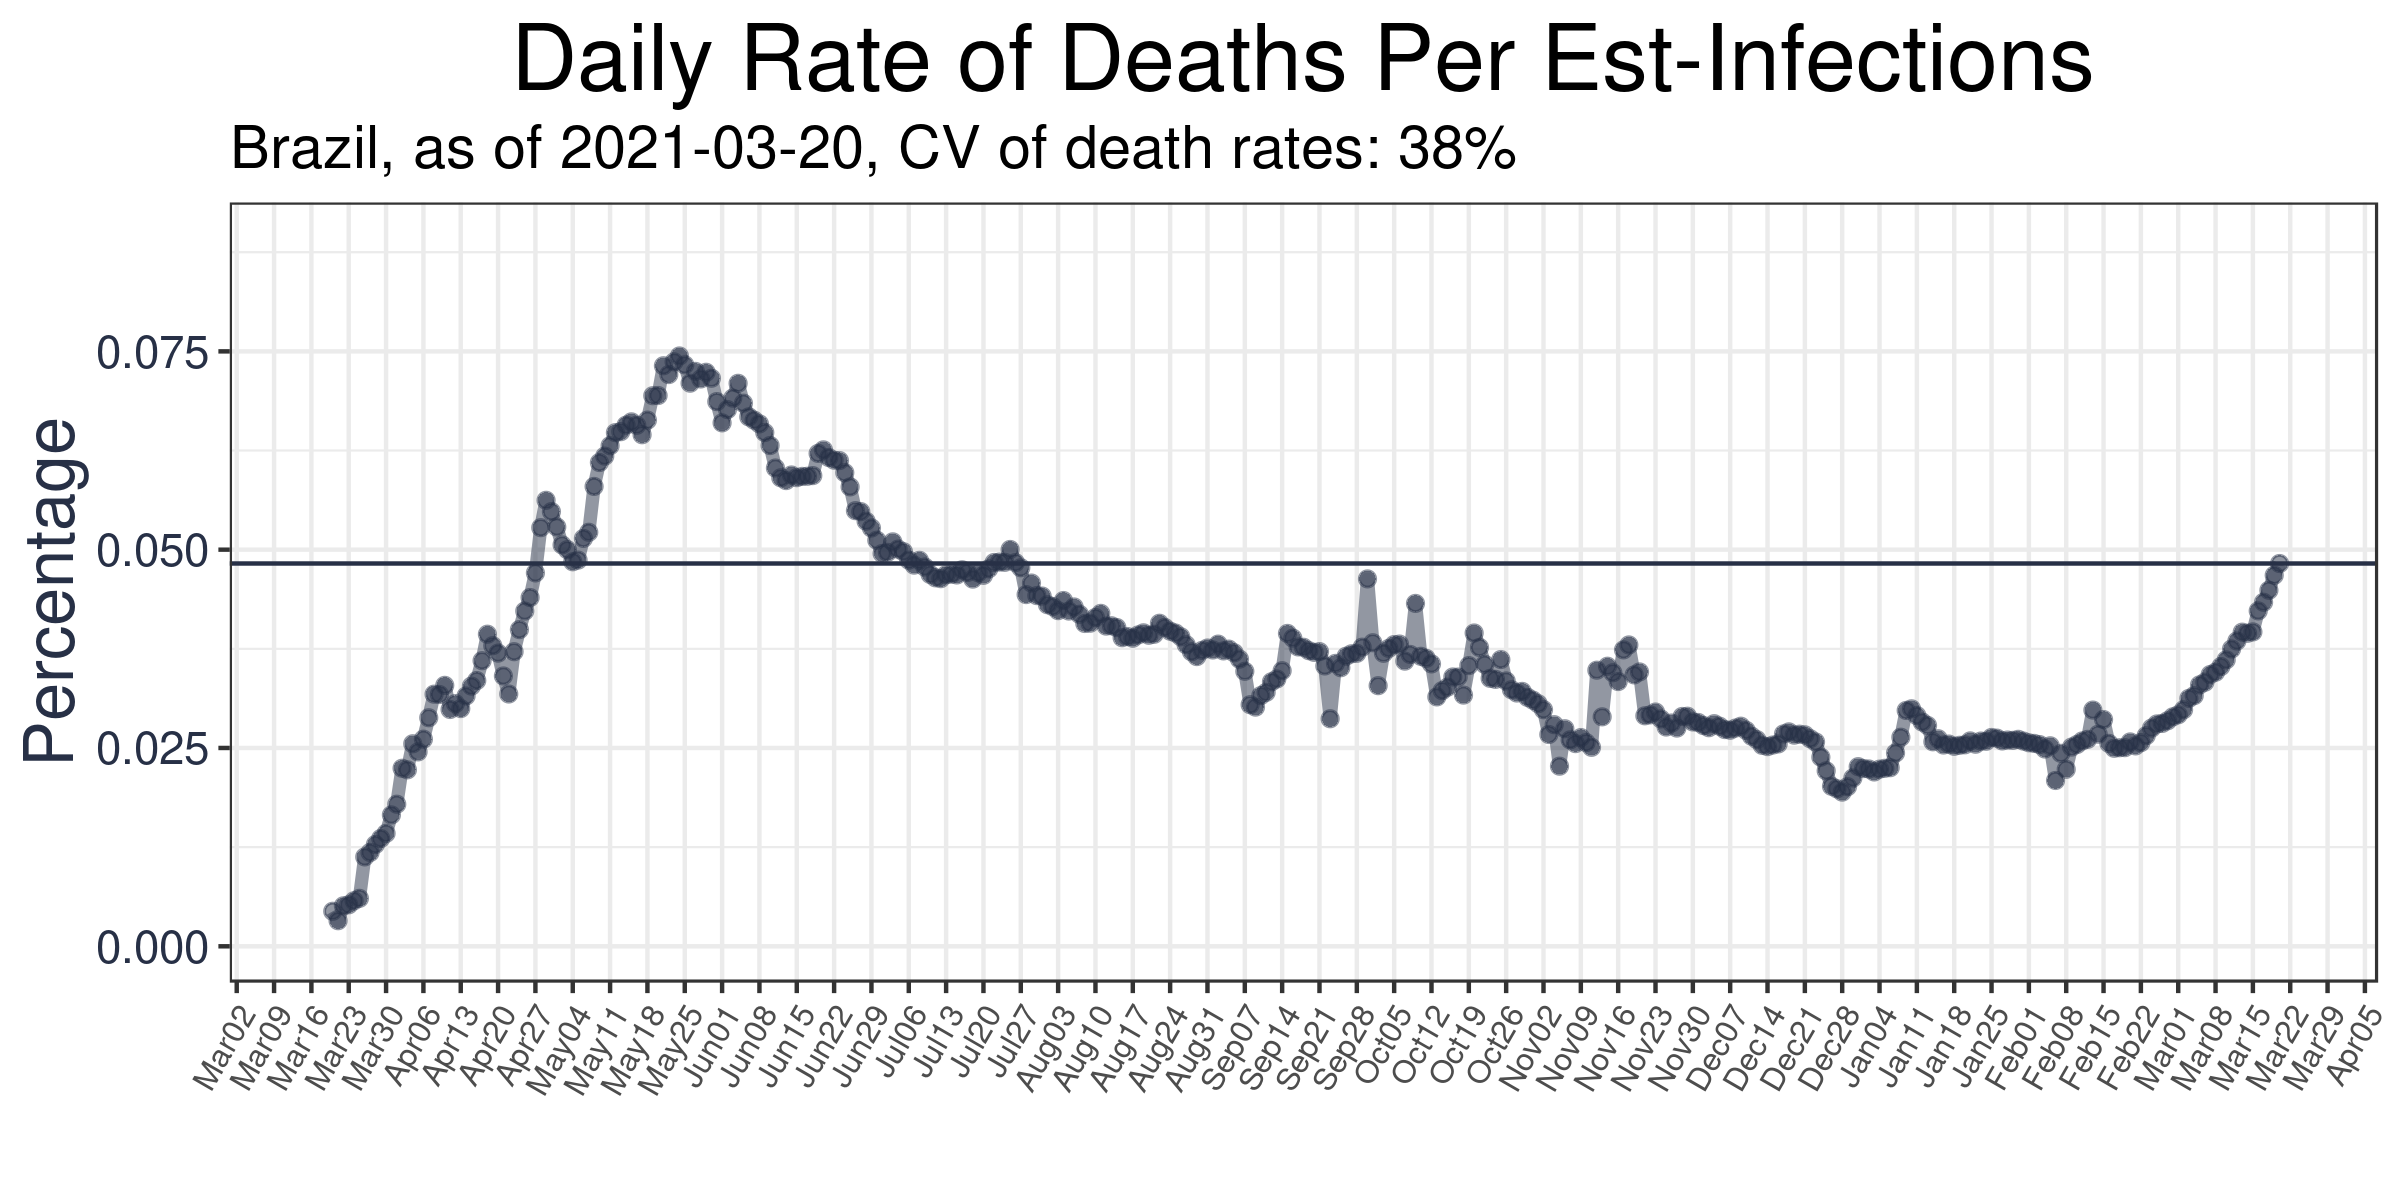 Daily Rate of Deaths Per Est-Infections
Brazil, as of 2021-03-20, CV of death rates: 38%
Percentage
0.075
0.050
0.025
0.000
Mar02
Mar09
Mar16
Mar23
Mar30
Apr06
Apr13
Apr20
Apr27
May04
May11
May18
May25
Jun01
Jun08
Jun15
Jun22
Jun29
Jul06
Jul13
Jul20
Jul27
Aug03
Aug10
Aug17
Aug24
Aug31
Sep07
Sep14
Sep21
Sep28
Oct05
Oct12
Oct19
Oct26
Nov02
Nov09
Nov16
Nov23
Nov30
Dec07
Dec14
Dec21
Dec28
Jan04
Jan11
Jan18
Jan25
Feb01
Feb08
Feb15
Feb22
Mar01
Mar08
Mar15
Mar22
Mar29
Apr05